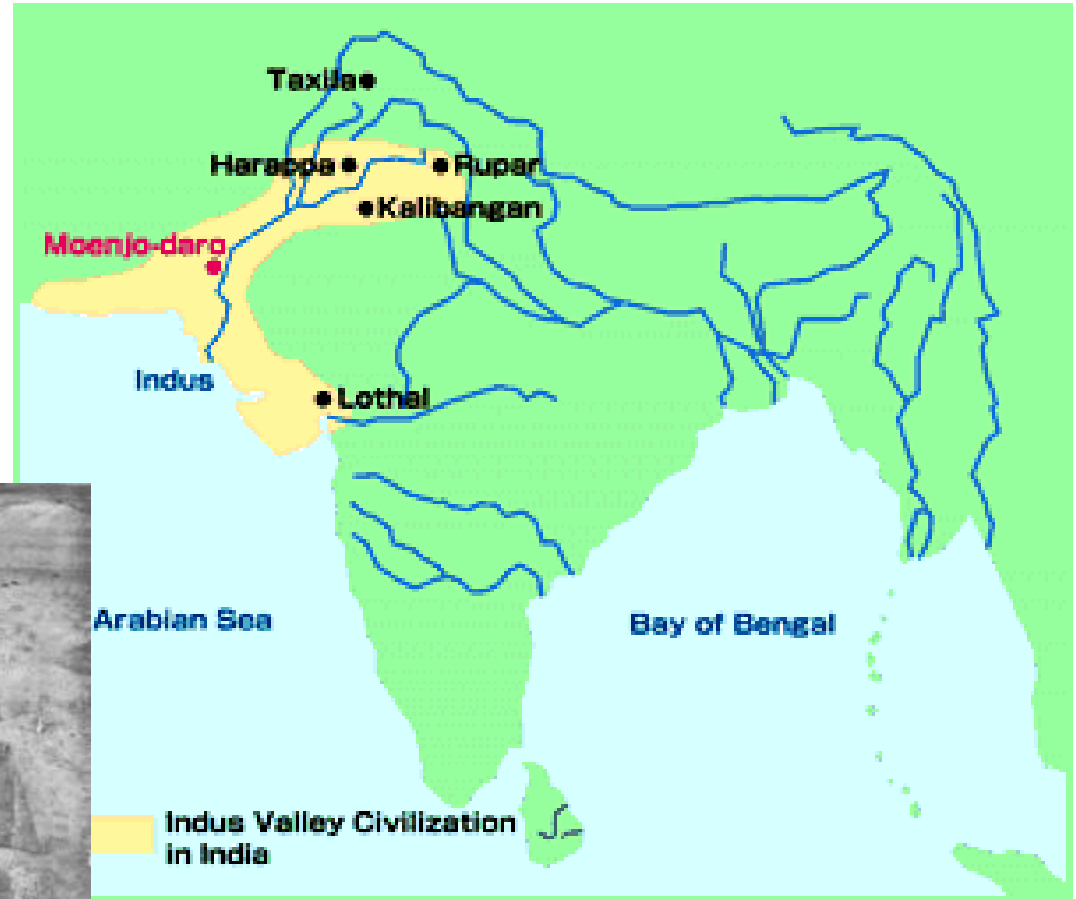 Taxila
Harappa
Rupar
Kalibangan
Moenjo-daro
Indus
Lothal
Arabian Sea
Bay of Bengal
Indus Valley Civilization
in India